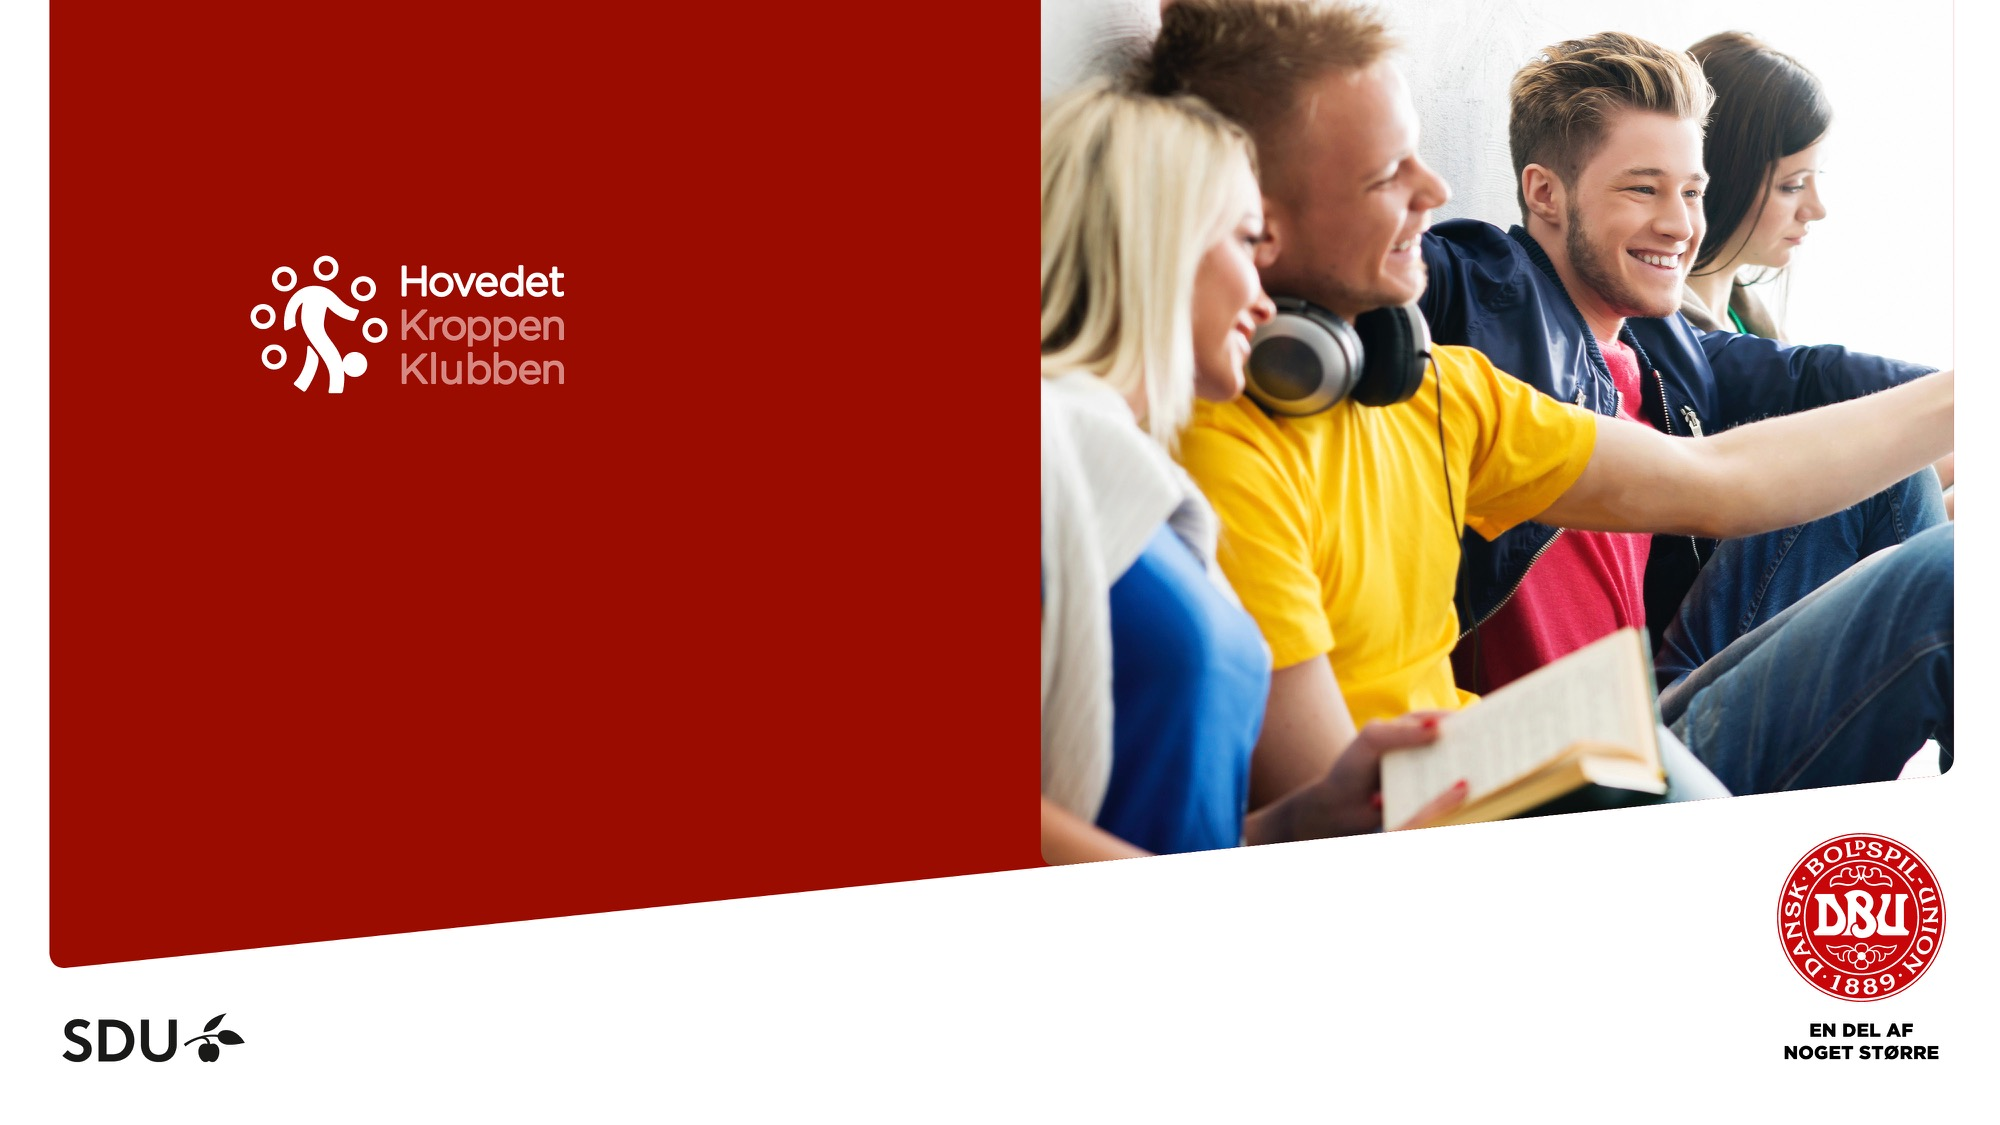 Hovedet
Kroppen
Klubben
DANSK · BOLDSPIL-UNION
DBU
· 1889 ·
SDU
EN DEL AF
NOGET STØRRE